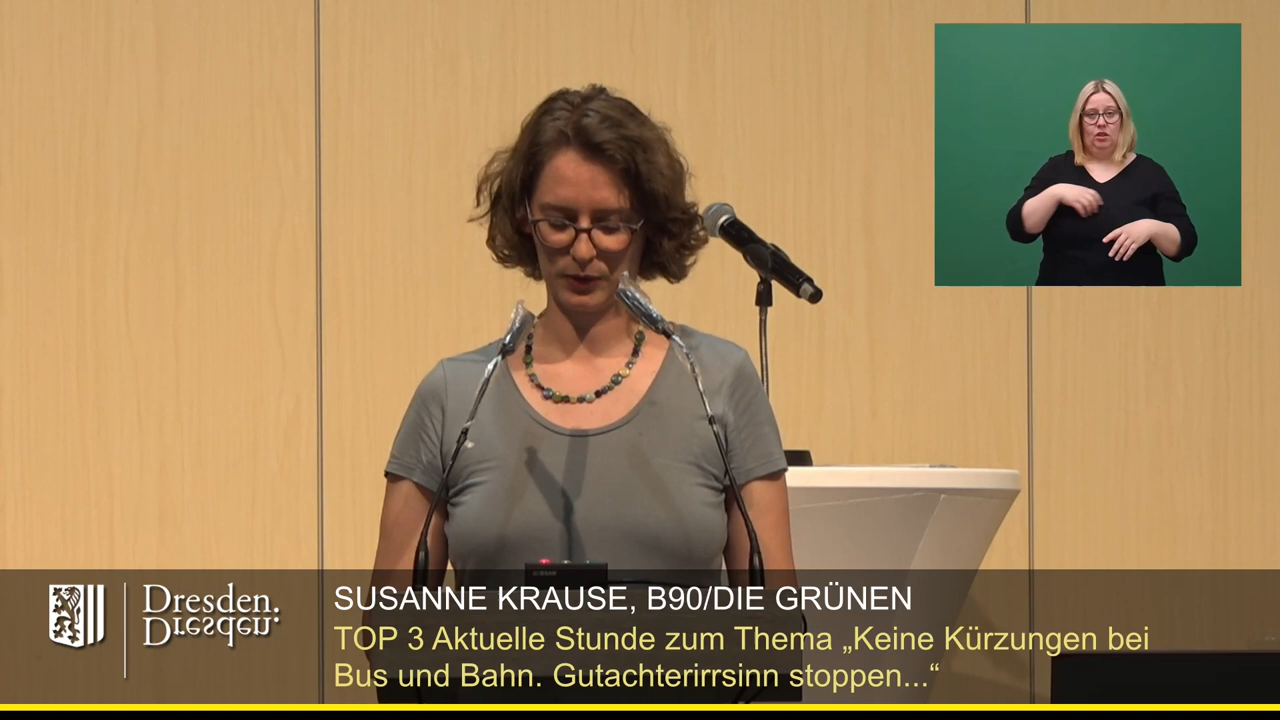 Dresden.
Dresden.
SUSANNE KRAUSE, B90/DIE GRÜNEN
TOP 3 Aktuelle Stunde zum Thema „Keine Kürzungen bei
Bus und Bahn. Gutachterirrsinn stoppen...“